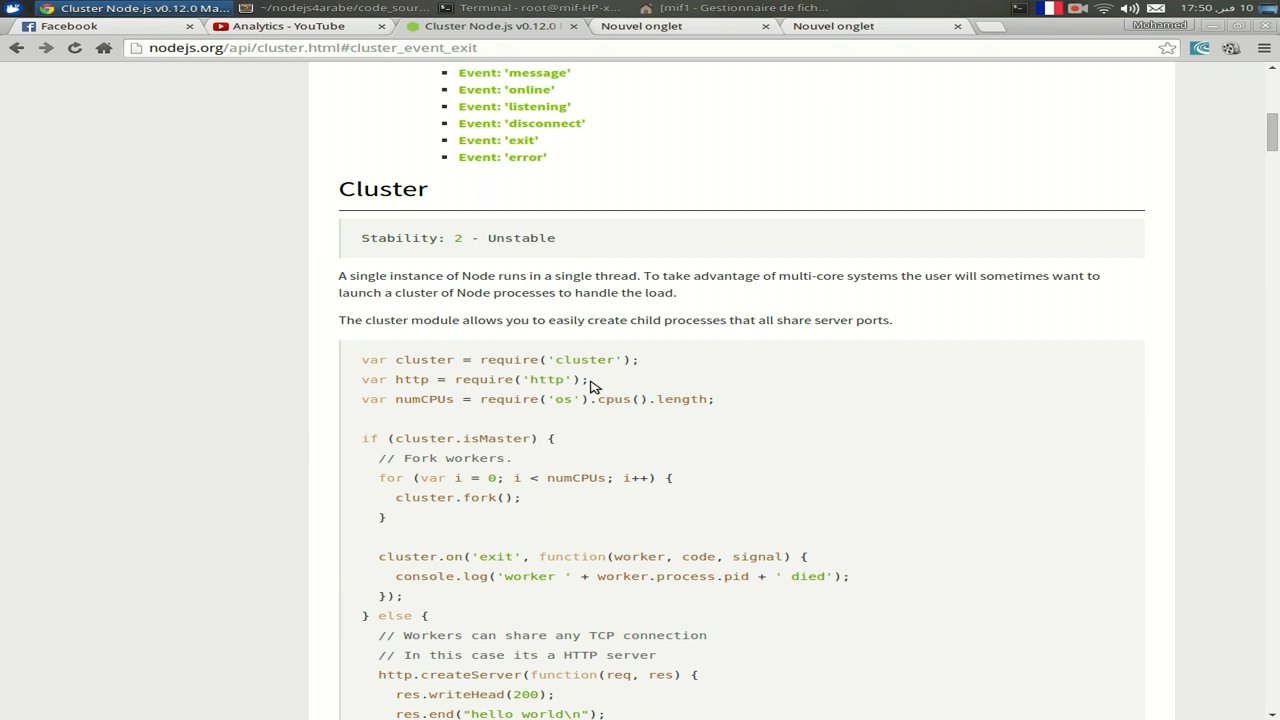 Cluster Node.js v0.12.0 Ma...
~/nodejs4arabe/code_sour...
Terminal - root@mif-HP-x...
[mif1 - Gestionnaire de fich...
17:50 فبر, 10
Facebook
Analytics - YouTube
Cluster Node.js v0.12.0
Nouvel onglet
Nouvel onglet
Mohamed
nodejs.org/api/cluster.html#cluster_event_exit
Event: 'message'
Event: 'online'
Event: 'listening'
Event: 'disconnect'
Event: 'exit'
Event: 'error'
Cluster
Stability: 2 - Unstable
A single instance of Node runs in a single thread. To take advantage of multi-core systems the user will sometimes want to
launch a cluster of Node processes to handle the load.
The cluster module allows you to easily create child processes that all share server ports.
var cluster = require('cluster');
var http = require('http');
var numCPUs = require('os').cpus().length;
if (cluster.isMaster) {
// Fork workers.
for (var i = 0; i < numCPUs; i++) {
cluster.fork();
}
cluster.on('exit', function(worker, code, signal) {
console.log('worker ' + worker.process.pid + ' died');
});
} else {
// Workers can share any TCP connection
// In this case its a HTTP server
http.createServer(function(req, res) {
res.writeHead(200);
res.end("hello world\n");